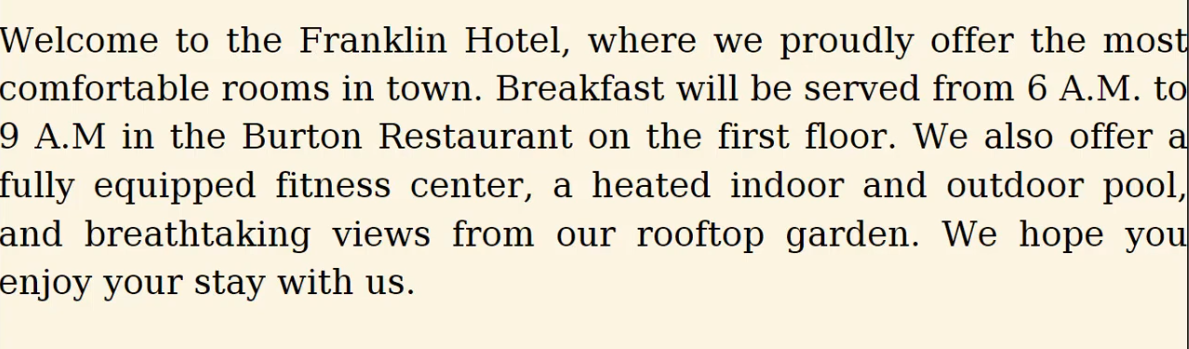 Welcome to the Franklin Hotel, where we proudly offer the most
comfortable rooms in town. Breakfast will be served from 6 A.M. to
9 A.M in the Burton Restaurant on the first floor. We also offer a
fully equipped fitness center, a heated indoor and outdoor pool,
and breathtaking views from our rooftop garden. We hope you
enjoy your stay with us.